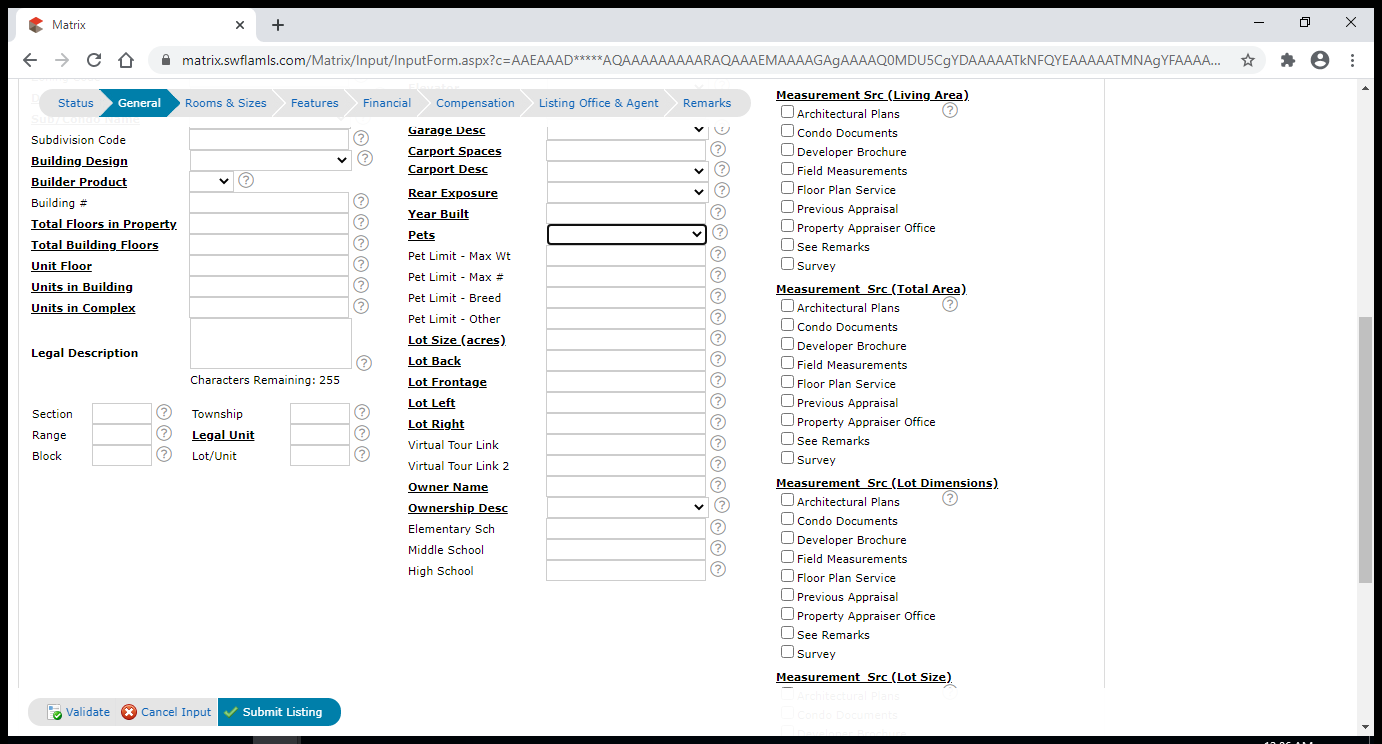 Matrix
matrix.swflamls.com/Matrix/Input/InputForm.aspx?c=AAEAAAD*****AQAAAAAAAAARAQAAAEMAAAAGAgAAAAQ0MDU5CgYDAAAAATkNFQYEAAAAATMNAgYFAAAA...
Status
General
Rooms & Sizes
Features
Financial
Compensation
Listing Office & Agent
Remarks
Subdivision Code
Building Design
Builder Product
Building #
Total Floors in Property
Total Building Floors
Unit Floor
Units in Building
Units in Complex
Legal Description
Characters Remaining: 255
Section
Township
Range
Legal Unit
Block
Lot/Unit
Garage Desc
Carport Spaces
Carport Desc
Rear Exposure
Year Built
Pets
Pet Limit - Max Wt
Pet Limit - Max #
Pet Limit - Breed
Pet Limit - Other
Lot Size (acres)
Lot Back
Lot Frontage
Lot Left
Lot Right
Virtual Tour Link
Virtual Tour Link 2
Owner Name
Ownership Desc
Elementary Sch
Middle School
High School
Measurement Src (Living Area)
Architectural Plans
Condo Documents
Developer Brochure
Field Measurements
Floor Plan Service
Previous Appraisal
Property Appraiser Office
See Remarks
Survey
Measurement Src (Total Area)
Architectural Plans
Condo Documents
Developer Brochure
Field Measurements
Floor Plan Service
Previous Appraisal
Property Appraiser Office
See Remarks
Survey
Measurement Src (Lot Dimensions)
Architectural Plans
Condo Documents
Developer Brochure
Field Measurements
Floor Plan Service
Previous Appraisal
Property Appraiser Office
See Remarks
Survey
Measurement Src (Lot Size)
Architectural Plans
Condo Documents
Validate
Cancel Input
Submit Listing